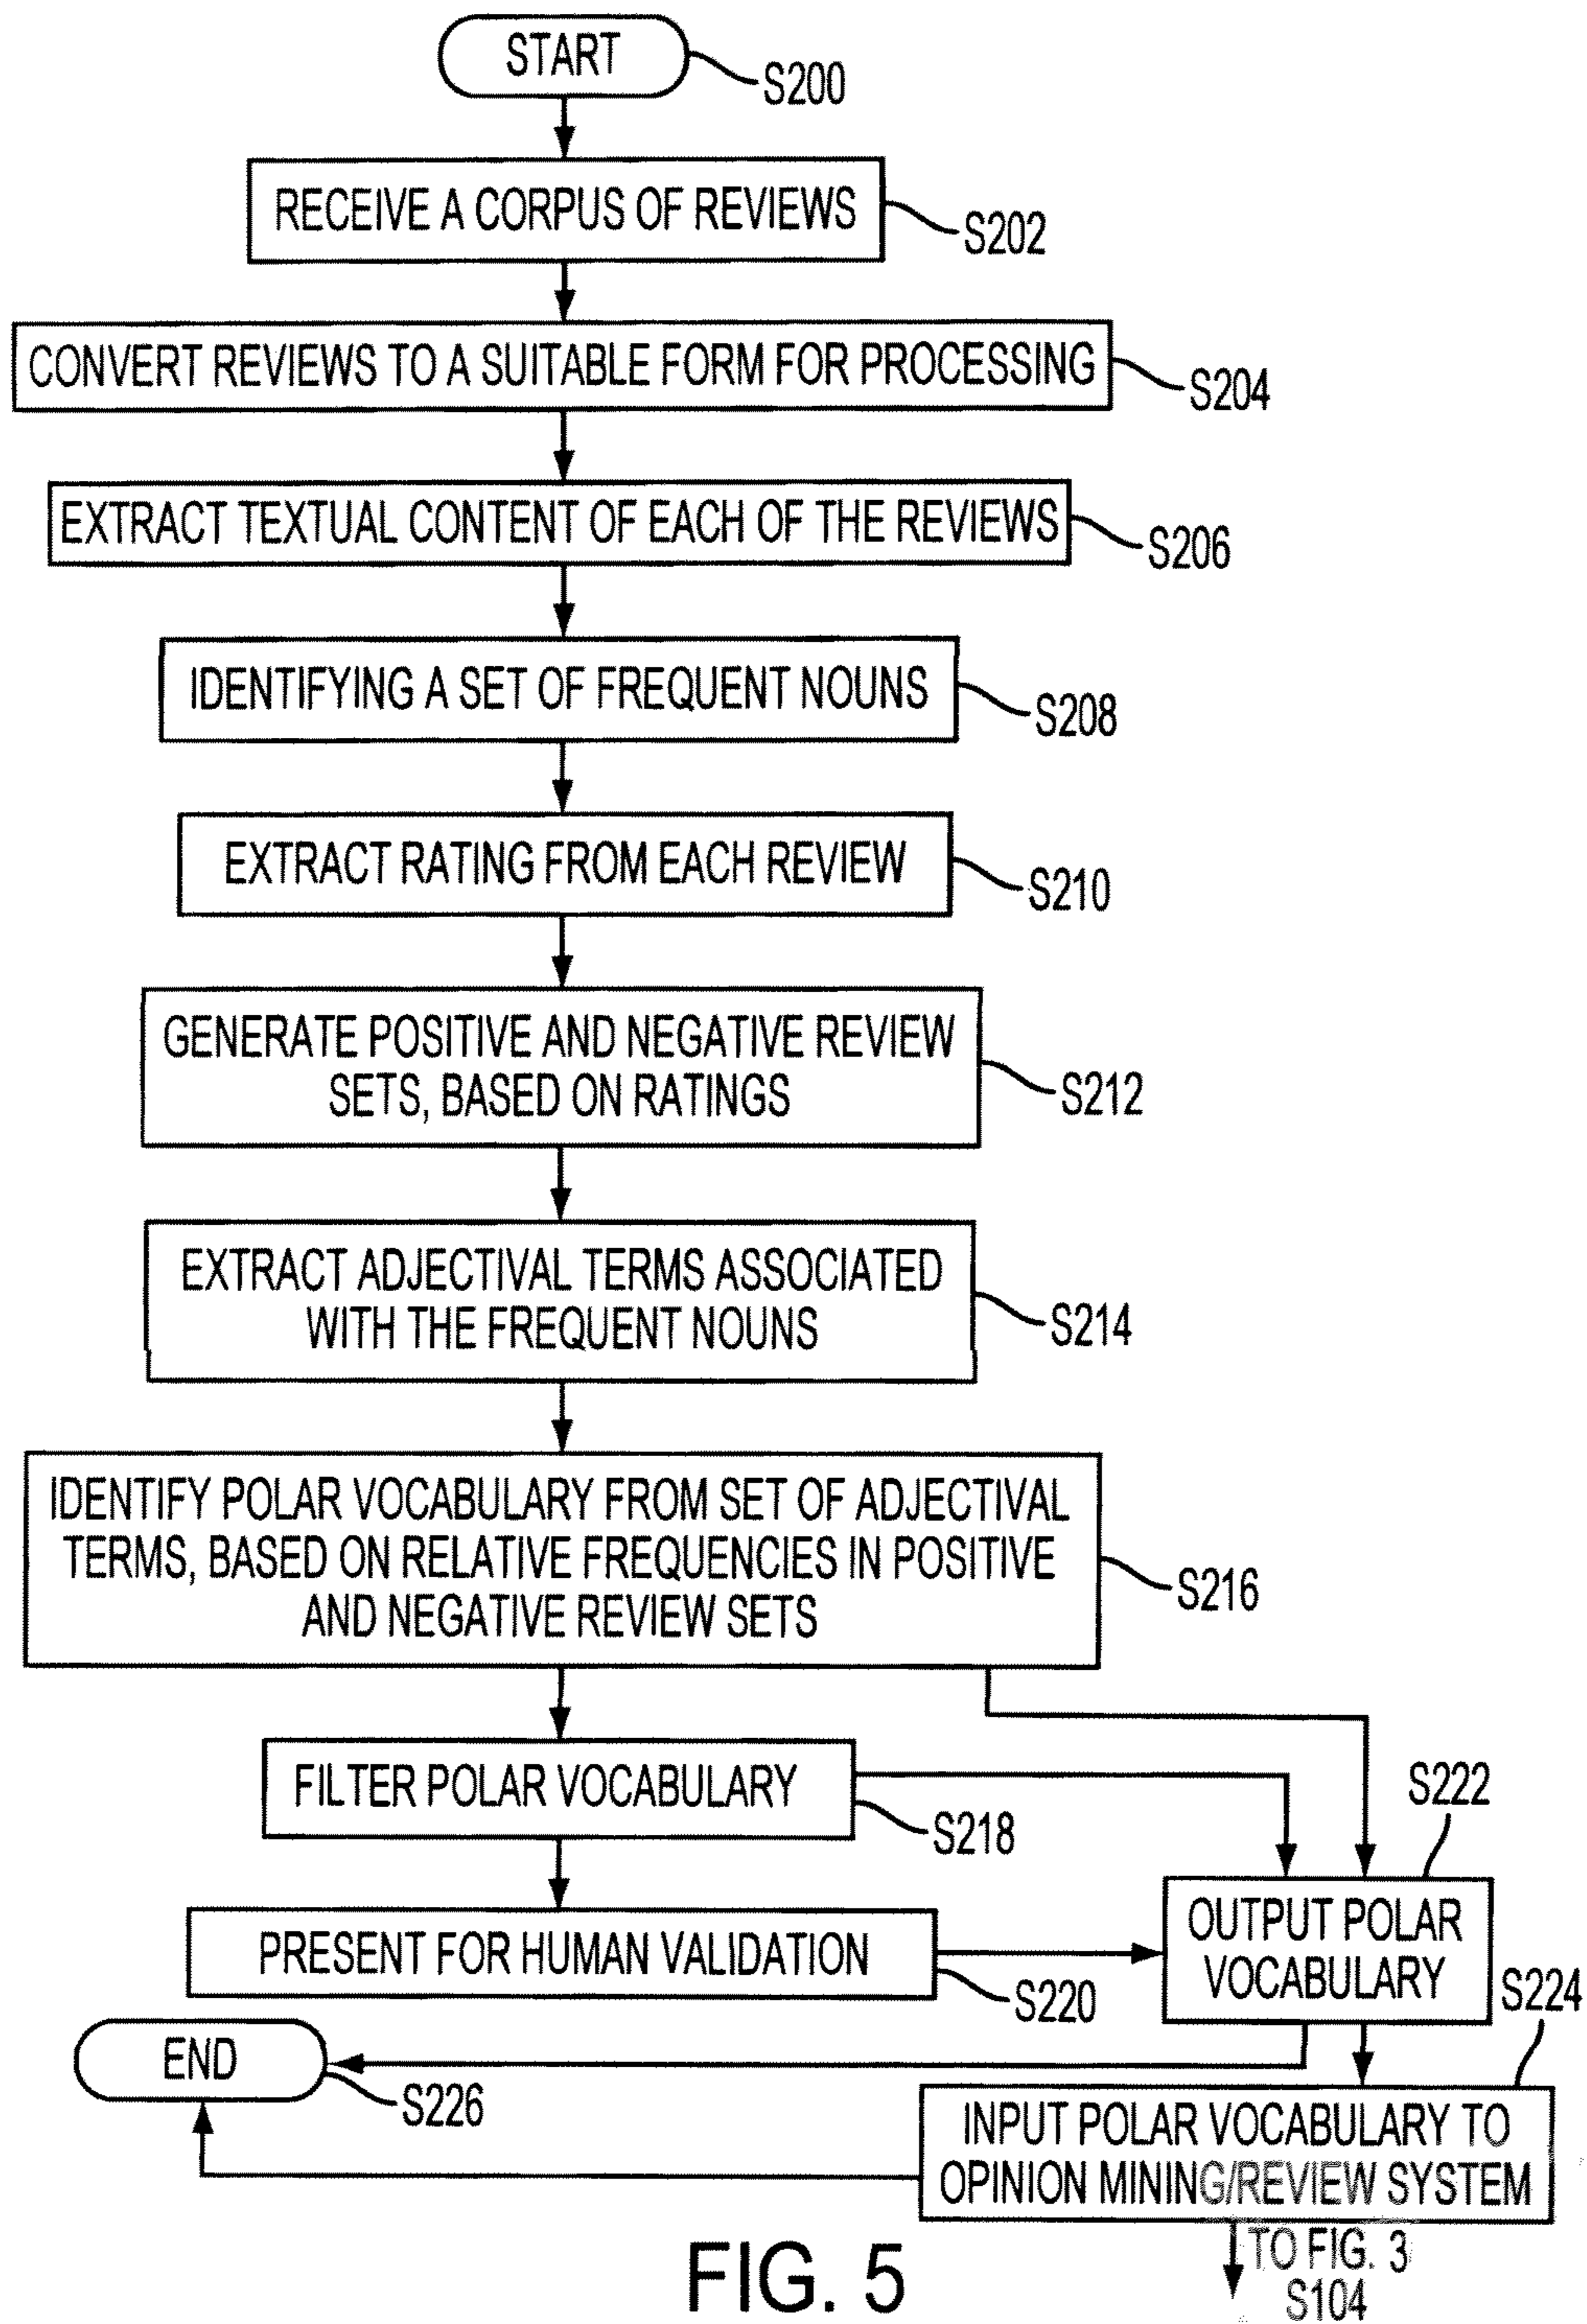 START
S200
RECEIVE A CORPUS OF REVIEWS
S202
CONVERT REVIEWS TO A SUITABLE FORM FOR PROCESSING
S204
EXTRACT TEXTUAL CONTENT OF EACH OF THE REVIEWS
S206
IDENTIFYING A SET OF FREQUENT NOUNS
S208
EXTRACT RATING FROM EACH REVIEW
S210
GENERATE POSITIVE AND NEGATIVE REVIEW
SETS, BASED ON RATINGS
S212
EXTRACT ADJECTIVAL TERMS ASSOCIATED
WITH THE FREQUENT NOUNS
S214
IDENTIFY POLAR VOCABULARY FROM SET OF ADJECTIVAL
TERMS, BASED ON RELATIVE FREQUENCIES IN POSITIVE
AND NEGATIVE REVIEW SETS
S216
FILTER POLAR VOCABULARY
S218
PRESENT FOR HUMAN VALIDATION
S220
S222
OUTPUT POLAR
VOCABULARY
S224
INPUT POLAR VOCABULARY TO
OPINION MINING/REVIEW SYSTEM
END
S226
TO FIG. 3
S104
FIG. 5